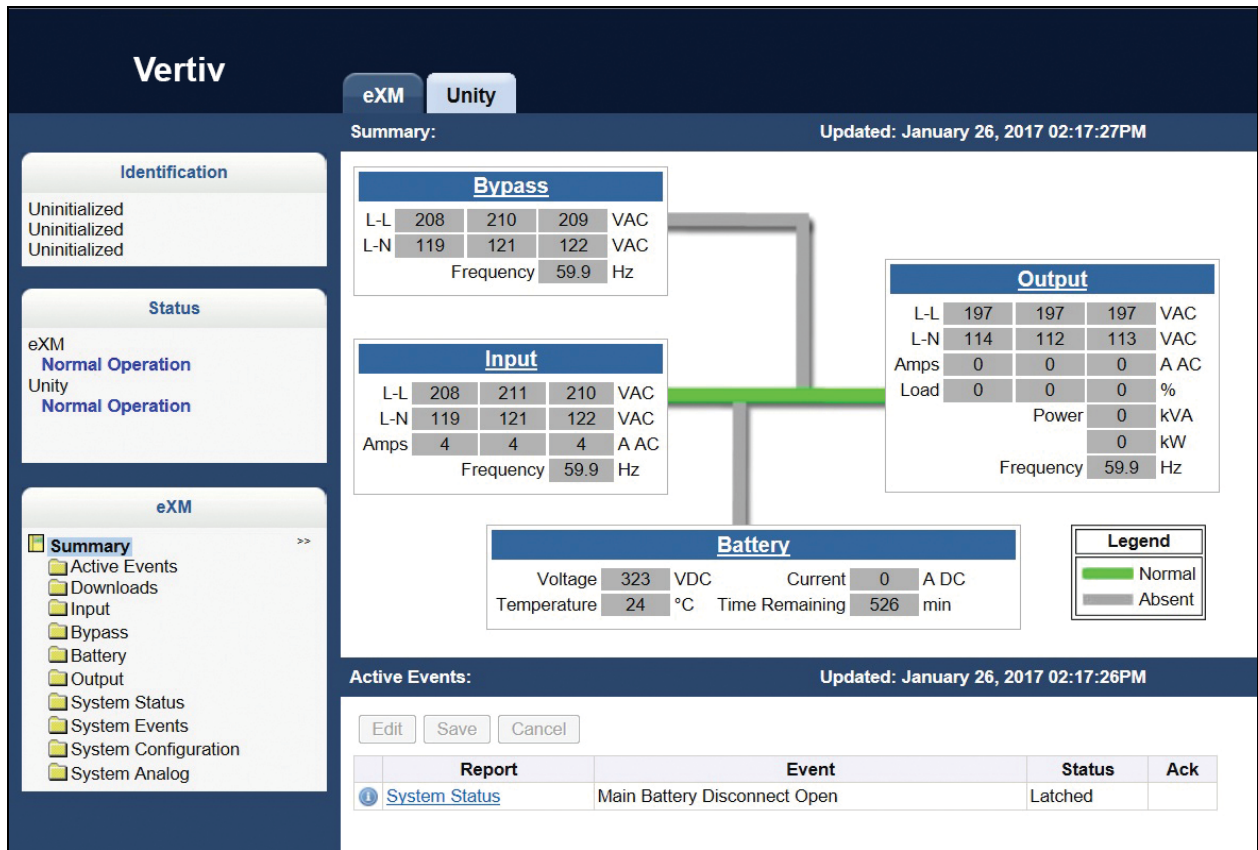 Vertiv
eXM Unity
Summary: Updated: January 26, 2017 02:17:27PM
Identification
Uninitialized
Uninitialized
Uninitialized
Status
eXM
Normal Operation
Unity
Normal Operation
eXM
Summary >>
Active Events
Downloads
Input
Bypass
Battery
Output
System Status
System Events
System Configuration
System Analog
Bypass
L-L 208 210 209 VAC
L-N 119 121 122 VAC
Frequency 59.9 Hz
Input
L-L 208 211 210 VAC
L-N 119 121 122 VAC
Amps 4 4 4 A AC
Frequency 59.9 Hz
Output
L-L 197 197 197 VAC
L-N 114 112 113 VAC
Amps 0 0 0 A AC
Load 0 0 0 %
Power 0 kVA
0 kW
Frequency 59.9 Hz
Battery
Voltage 323 VDC Current 0 A DC
Temperature 24 °C Time Remaining 526 min
Legend
Normal
Absent
Active Events: Updated: January 26, 2017 02:17:26PM
Edit Save Cancel
Report Event Status Ack
System Status Main Battery Disconnect Open Latched